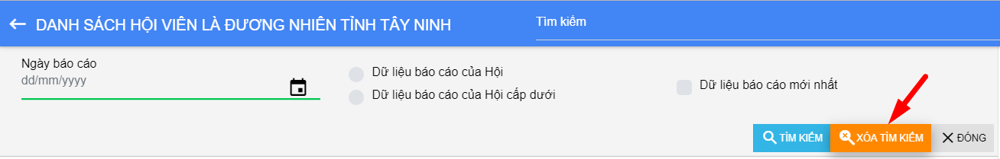 DANH SÁCH HỘI VIÊN LÀ ĐƯƠNG NHIÊN TỈNH TÂY NINH
Tìm kiếm
Ngày báo cáo
dd/mm/yyyy
Dữ liệu báo cáo của Hội
Dữ liệu báo cáo của Hội cấp dưới
Dữ liệu báo cáo mới nhất
TÌM KIẾM
XÓA TÌM KIẾM
ĐÓNG